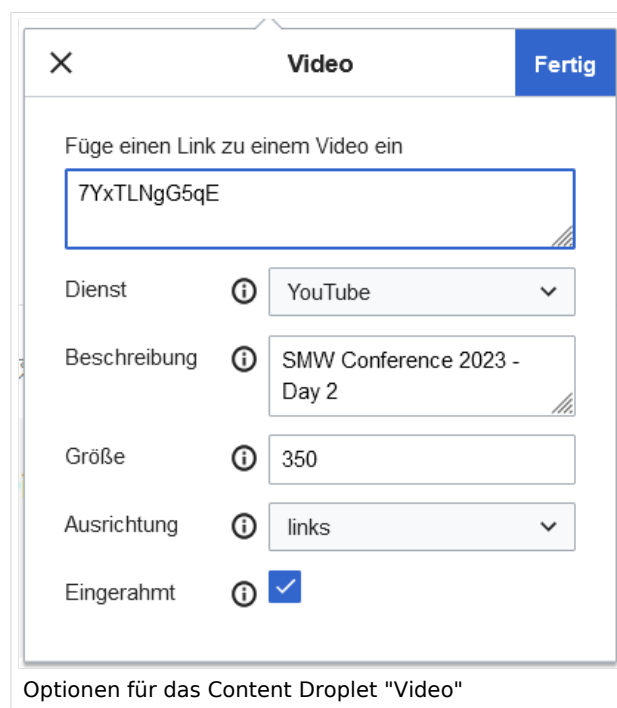 Video
Fertig
Füge einen Link zu einem Video ein
7YxTLNgG5qE
Dienst
YouTube
Beschreibung
SMW Conference 2023 -
Day 2
Größe
350
Ausrichtung
links
Eingerahmt
Optionen für das Content Droplet "Video"